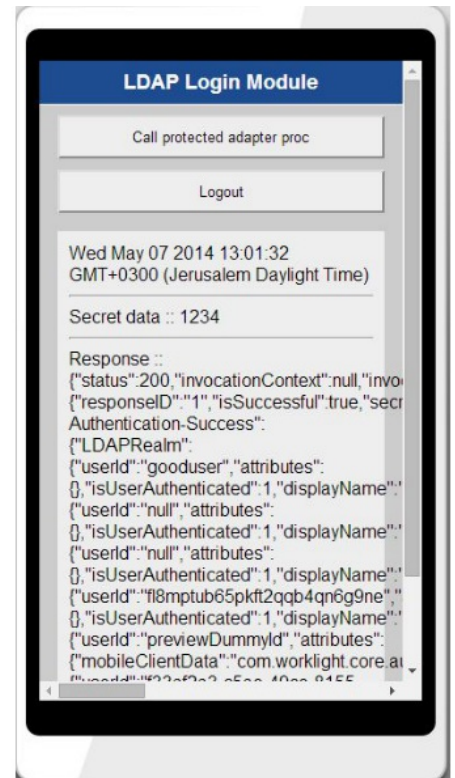 LDAP Login Module
Call protected adapter proc
Logout
Wed May 07 2014 13:01:32
GMT+0300 (Jerusalem Daylight Time)
Secret data :: 1234
Response ::
{"status":200,"invocationContext":null,"invo
{"responseID":"1","isSuccessful":true,"secr
Authentication-Success":
{"LDAPRealm":
{"userId":"gooduser","attributes":
{},"isUserAuthenticated":1,"displayName":"
{"userId":"null","attributes":
{},"isUserAuthenticated":1,"displayName":"
{"userId":"null","attributes":
{},"isUserAuthenticated":1,"displayName":"
{"userId":"fl8mptub65pkft2qqb4qn6g9ne","
{},"isUserAuthenticated":1,"displayName":"
{"userId":"previewDummyId","attributes":
{"mobileClientData":"com.worklight.core.au